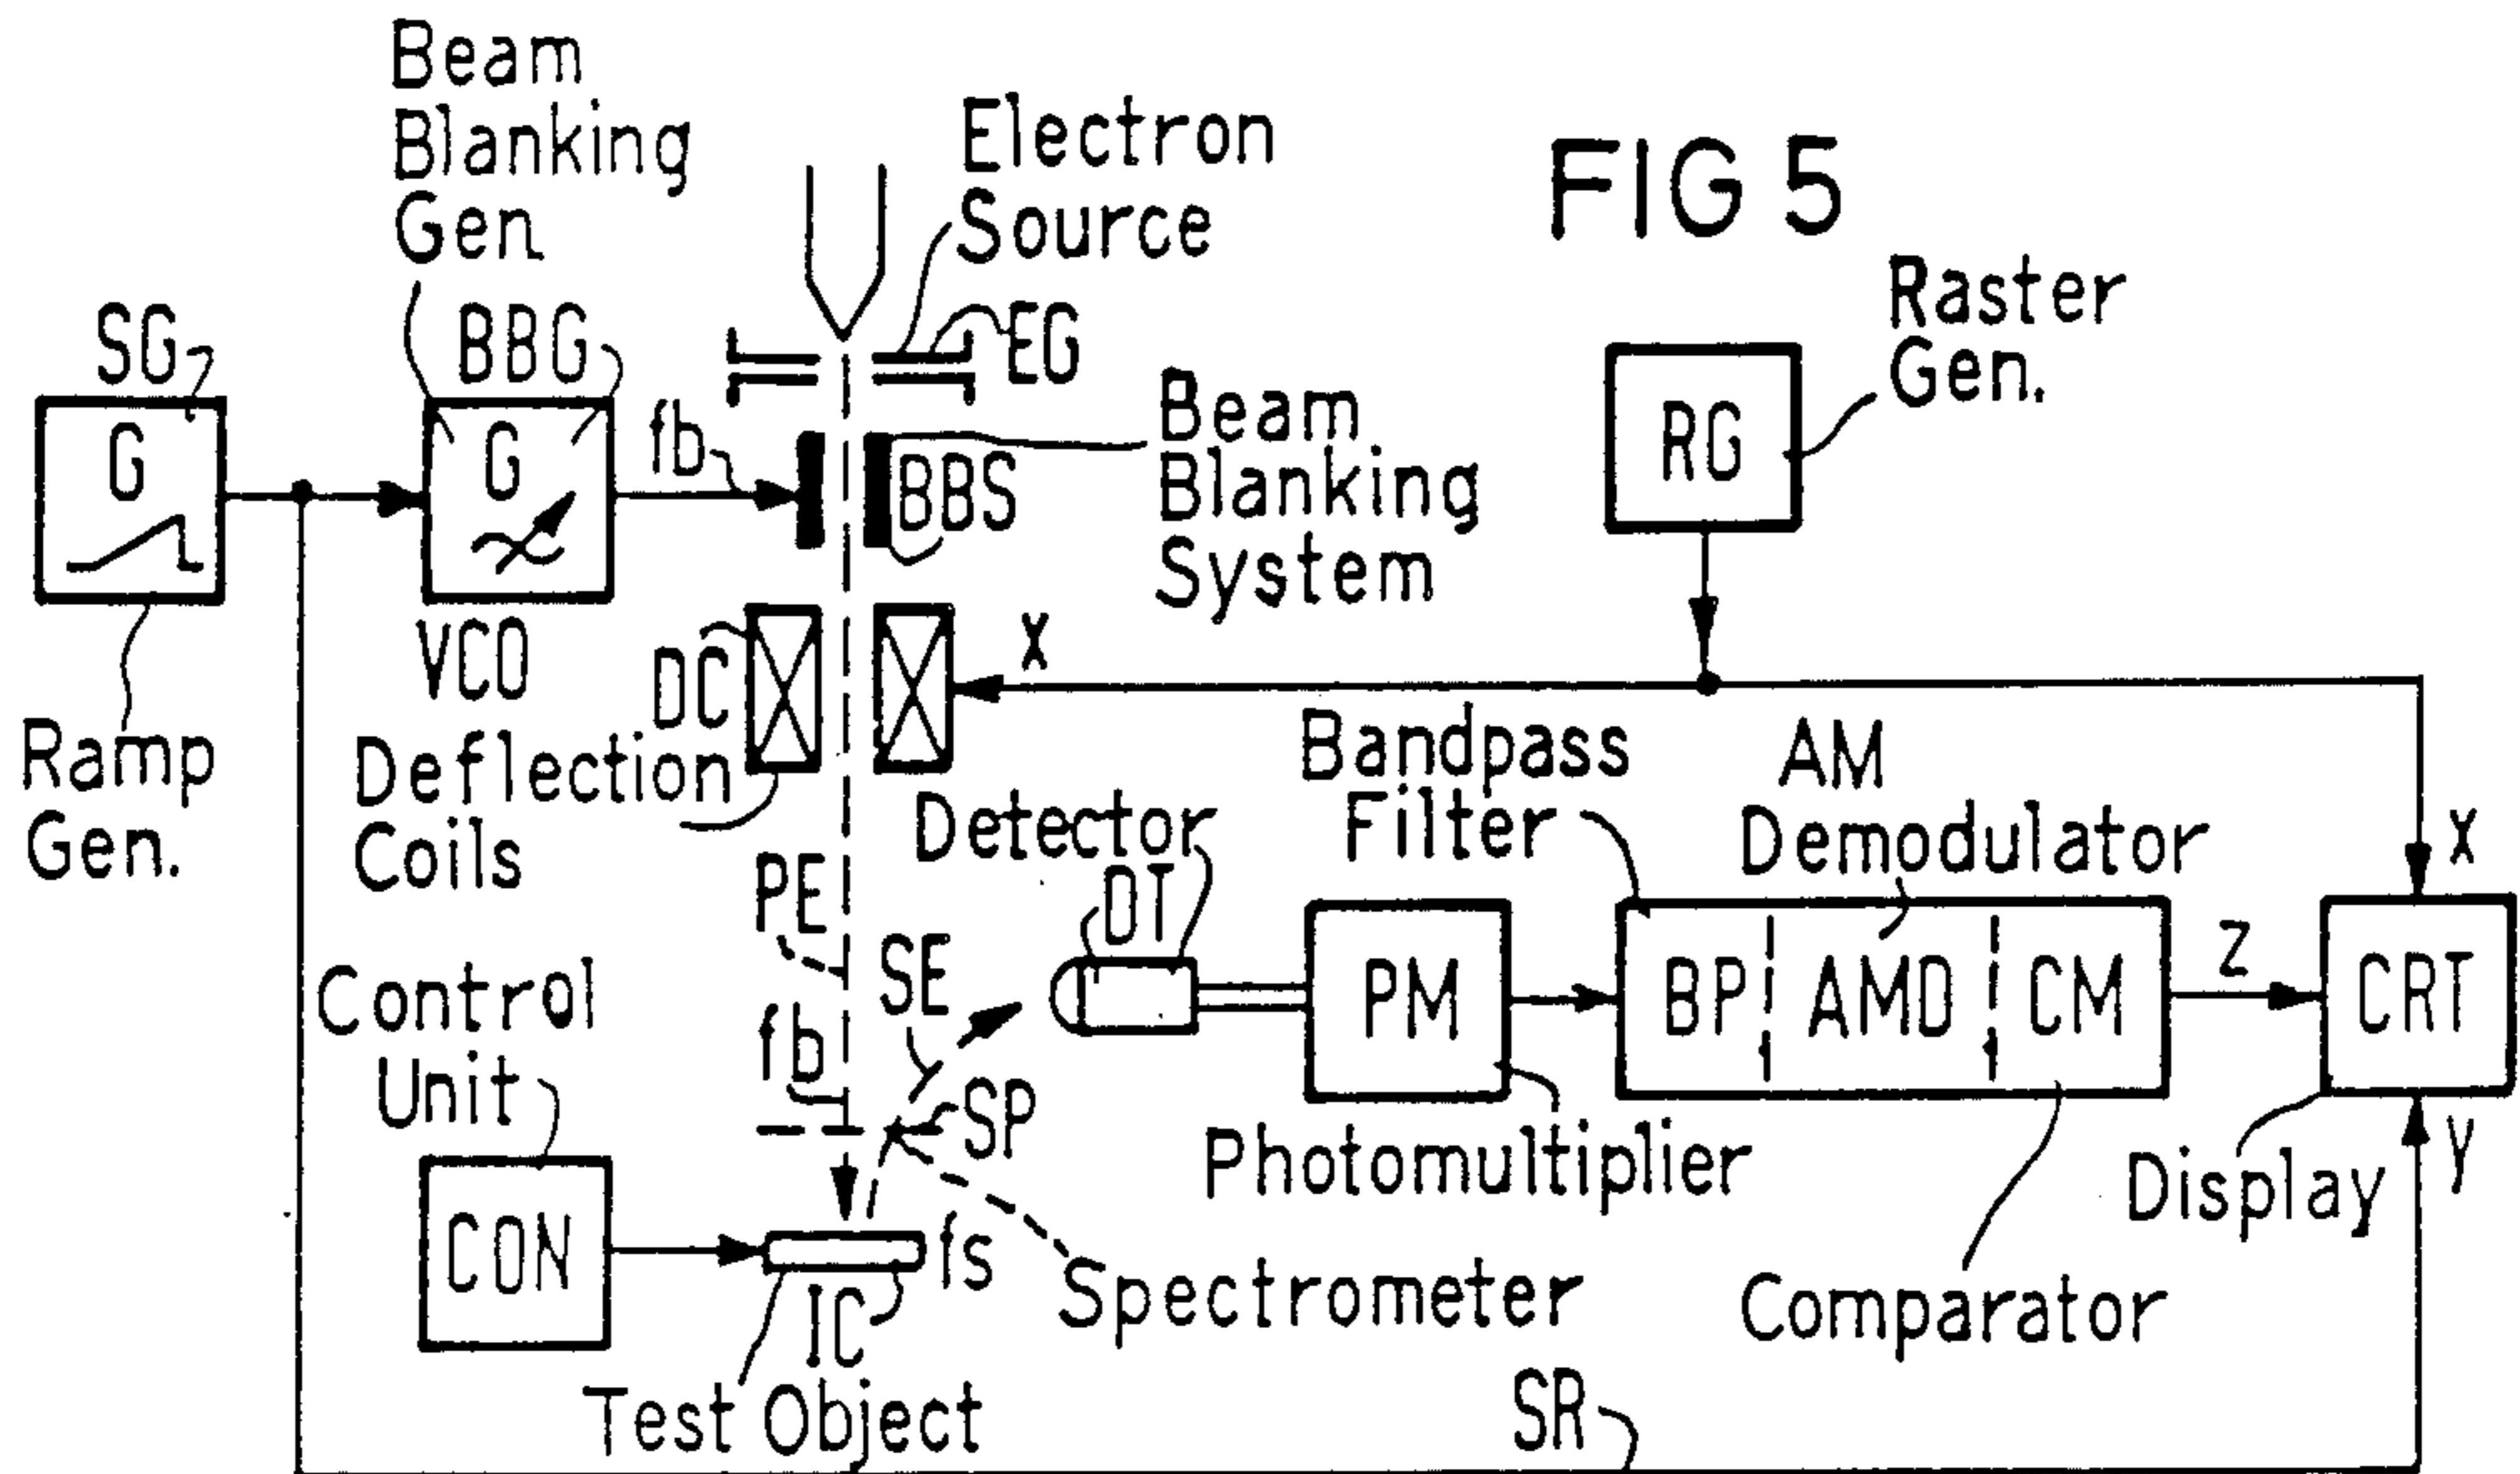 FIG 5
Beam
Blanking
Gen.
Electron
Source
Raster
Gen.
SG
BBG
EG
G
G
fb
BBS
Beam
Blanking
System
RG
VCO
DC
X
Ramp
Gen.
Deflection
Coils
Bandpass
Filter
AM
Demodulator
Detector
DT
X
PE
SE
PM
BP
AMD
CM
Z
CRT
Control
Unit
fb
SP
Photomultiplier
Display
y
CON
fs
IC
Spectrometer
Comparator
Test Object
SR